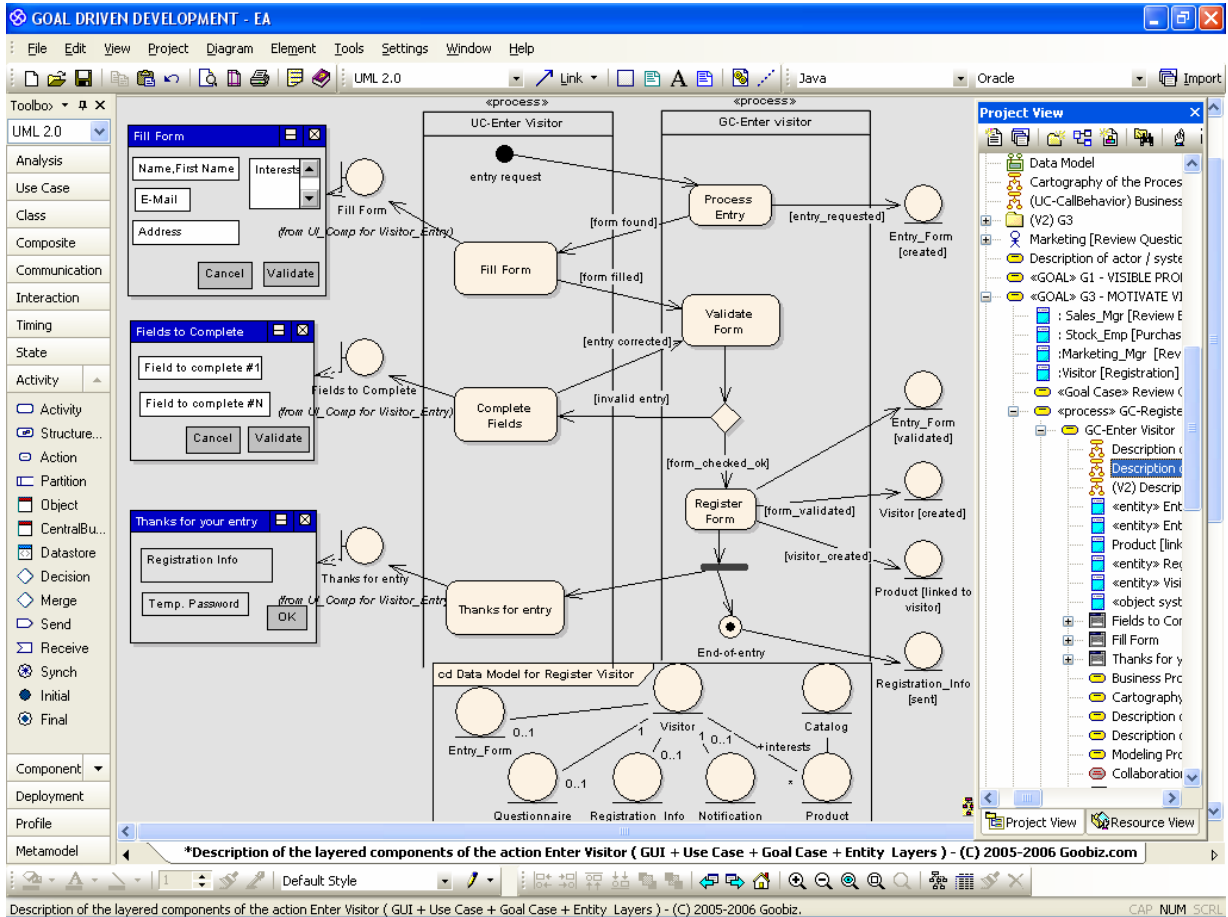 GOAL DRIVEN DEVELOPMENT - EA
File Edit View Project Diagram Element Tools Settings Window Help
UML 2.0 Link Java Oracle Import
Toolbo
UML 2.0
Analysis
Use Case
Class
Composite
Communication
Interaction
Timing
State
Activity
Activity
Structure...
Action
Partition
Object
CentralBu...
Datastore
Decision
Merge
Send
Receive
Synch
Initial
Final
Component
Deployment
Profile
Metamodel
Fill Form
Name,First Name
Interests
E-Mail
Address
Cancel Validate
Fill Form
(from UI_Comp for Visitor_Entry)
Fields to Complete
Field to complete #1
Field to complete #N
Cancel Validate
Fields to Complete
(from UI_Comp for Visitor_Entry)
Thanks for your entry
Registration Info
Temp. Password
OK
Thanks for entry
(from UI_Comp for Visitor_Entry
«process»
UC-Enter Visitor
entry request
Fill Form
Complete
Fields
Thanks for entry
[form found]
[form filled]
[entry corrected]
[invalid entry]
«process»
GC-Enter visitor
Process
Entry
[entry_requested]
Validate
Form
[form_checked_ok]
Register
Form
[form_validated]
[visitor_created]
End-of-entry
Entry_Form
[created]
Entry_Form
[validated]
Visitor [created]
Product [linked to
visitor]
Registration_Info
[sent]
cd Data Model for Register Visitor
Entry_Form
0..1
Visitor
Catalog
1
1
0..1
+interests
0..1
0..1
*
Questionnaire Registration Info Notification Product
Project View
Data Model
Cartography of the Proces
(UC-CallBehavior) Business
(V2) G3
Marketing [Review Questic
Description of actor / syste
«GOAL» G1 - VISIBLE PROI
«GOAL» G3 - MOTIVATE VI
: Sales_Mgr [Review E
: Stock_Emp [Purchas
:Marketing_Mgr [Rev
:Visitor [Registration]
«Goal Case» Review (
«process» GC-Registe
GC-Enter Visitor
Description o
Description o
(V2) Descrip
«entity» Ent
«entity» Ent
Product [link
«entity» Reg
«entity» Visi
«object syst
Fields to Cor
Fill Form
Thanks for y
Business Pro
Cartography
Description o
Description o
Modeling Pro
Collaboration
Project View Resource View
*Description of the layered components of the action Enter Visitor ( GUI + Use Case + Goal Case + Entity Layers ) - (C) 2005-2006 Goobiz.com
1 Default Style
Description of the layered components of the action Enter Visitor ( GUI + Use Case + Goal Case + Entity Layers ) - (C) 2005-2006 Goobiz.
CAP NUM SCRL